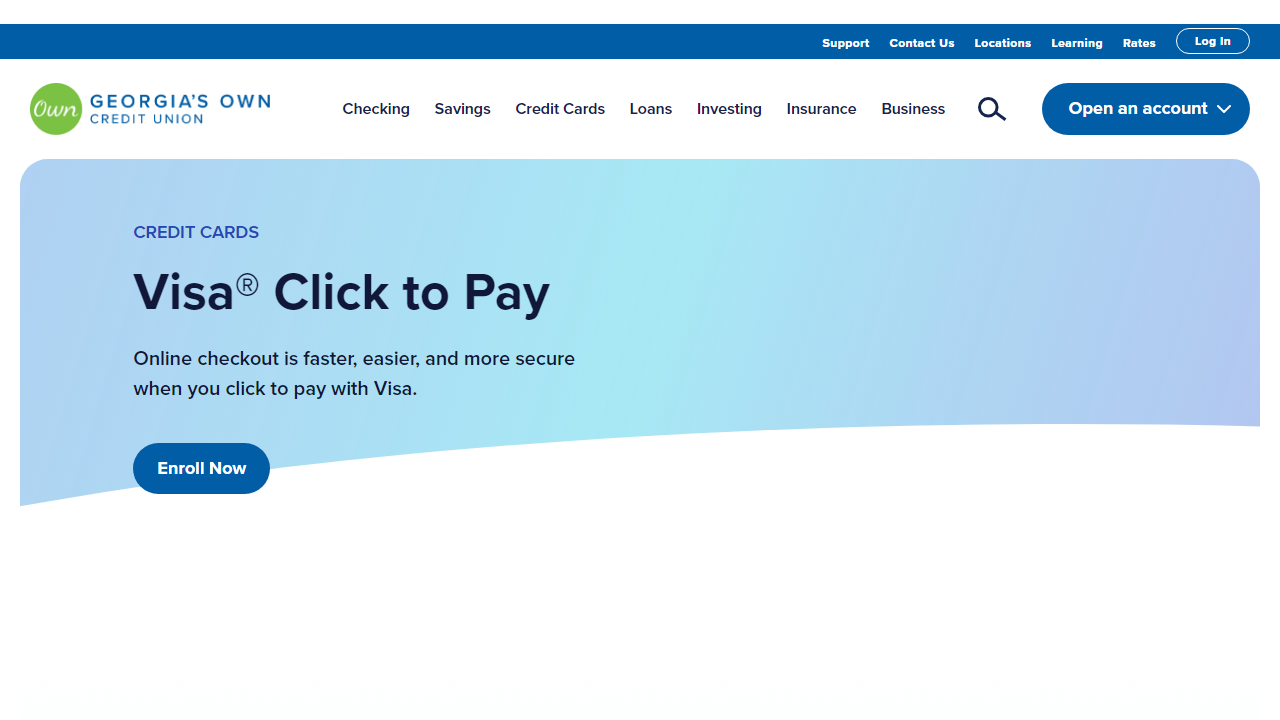 Support Contact Us Locations Learning Rates Log In
Own GEORGIA'S OWN
CREDIT UNION
Checking Savings Credit Cards Loans Investing Insurance Business Open an account
CREDIT CARDS
Visa® Click to Pay
Online checkout is faster, easier, and more secure
when you click to pay with Visa.
Enroll Now